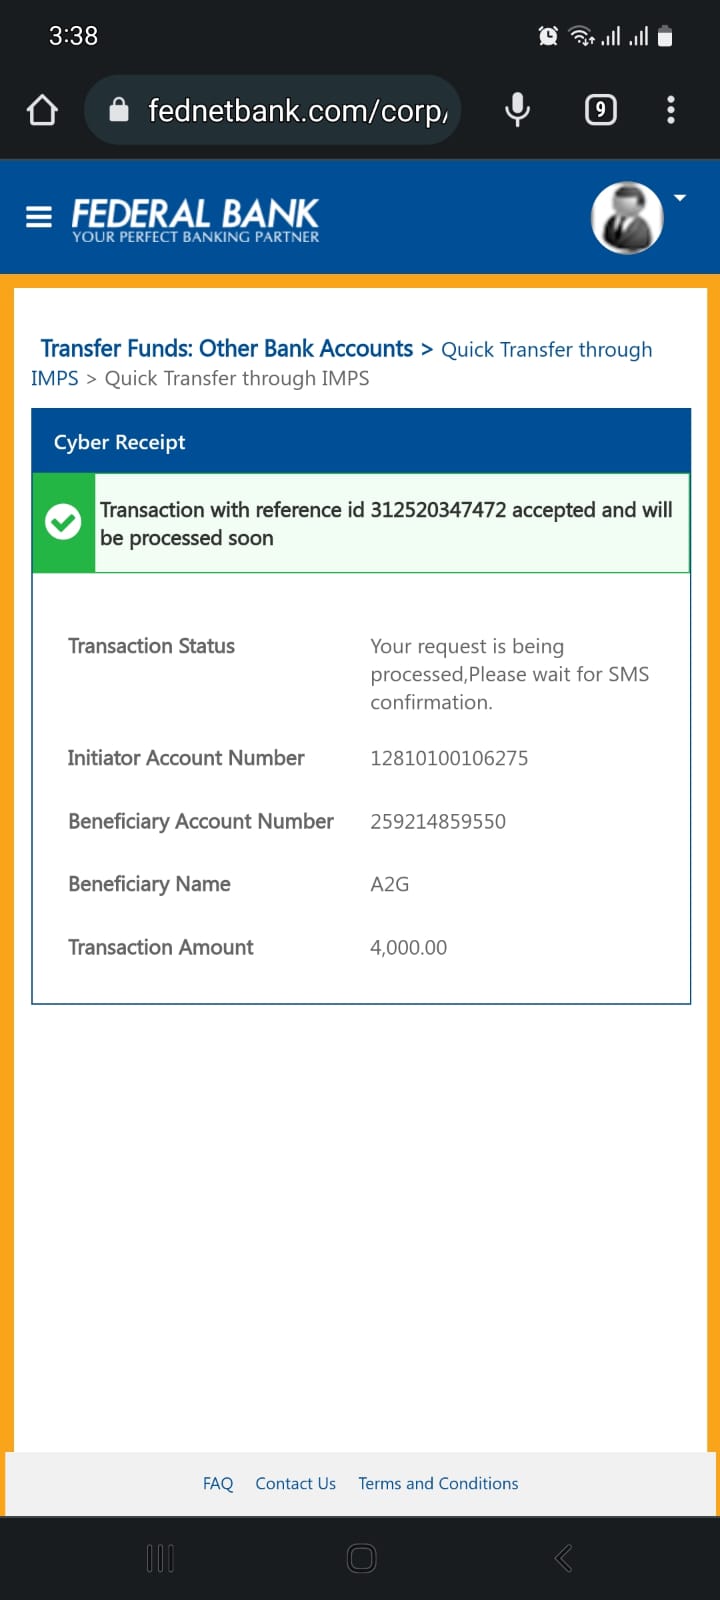 3:38
fednetbank.com/corp/
9
FEDERAL BANK
YOUR PERFECT BANKING PARTNER
Transfer Funds: Other Bank Accounts > Quick Transfer through
IMPS > Quick Transfer through IMPS
Cyber Receipt
Transaction with reference id 312520347472 accepted and will
be processed soon
Transaction Status Your request is being
processed,Please wait for SMS
confirmation.
Initiator Account Number 12810100106275
Beneficiary Account Number 259214859550
Beneficiary Name A2G
Transaction Amount 4,000.00
FAQ Contact Us Terms and Conditions